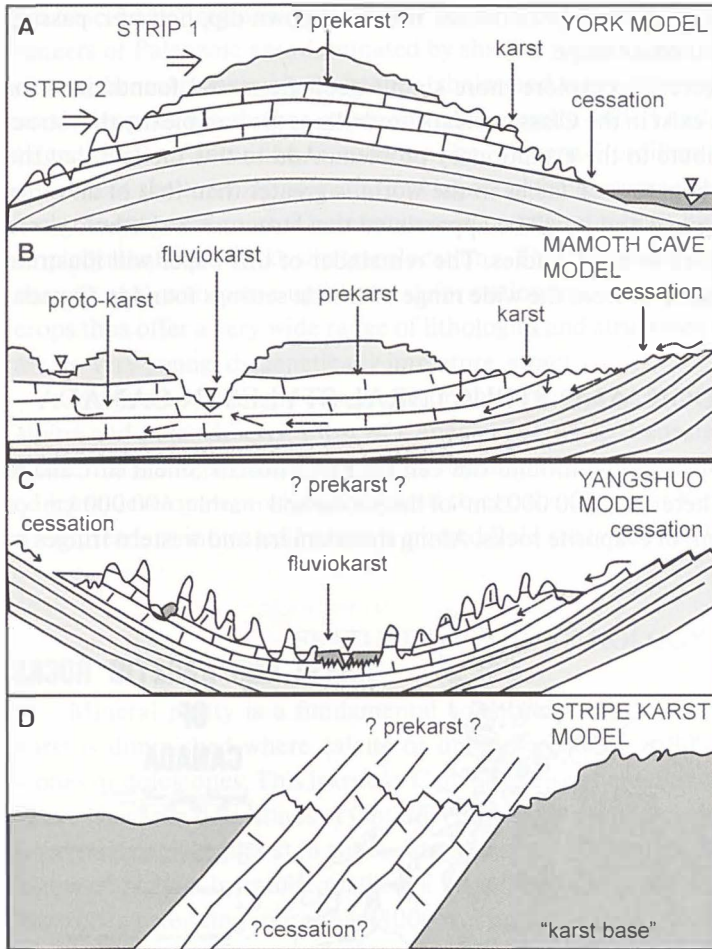 A
STRIP 1
? prekarst ?
YORK MODEL
karst
STRIP 2
cessation
B
fluviokarst
MAMOTH CAVE
MODEL
proto-karst
prekarst
cessation
karst
C
? prekarst ?
YANGSHUO
MODEL
cessation
cessation
fluviokarst
D
? prekarst ?
STRIPE KARST
MODEL
?cessation?
"karst base"